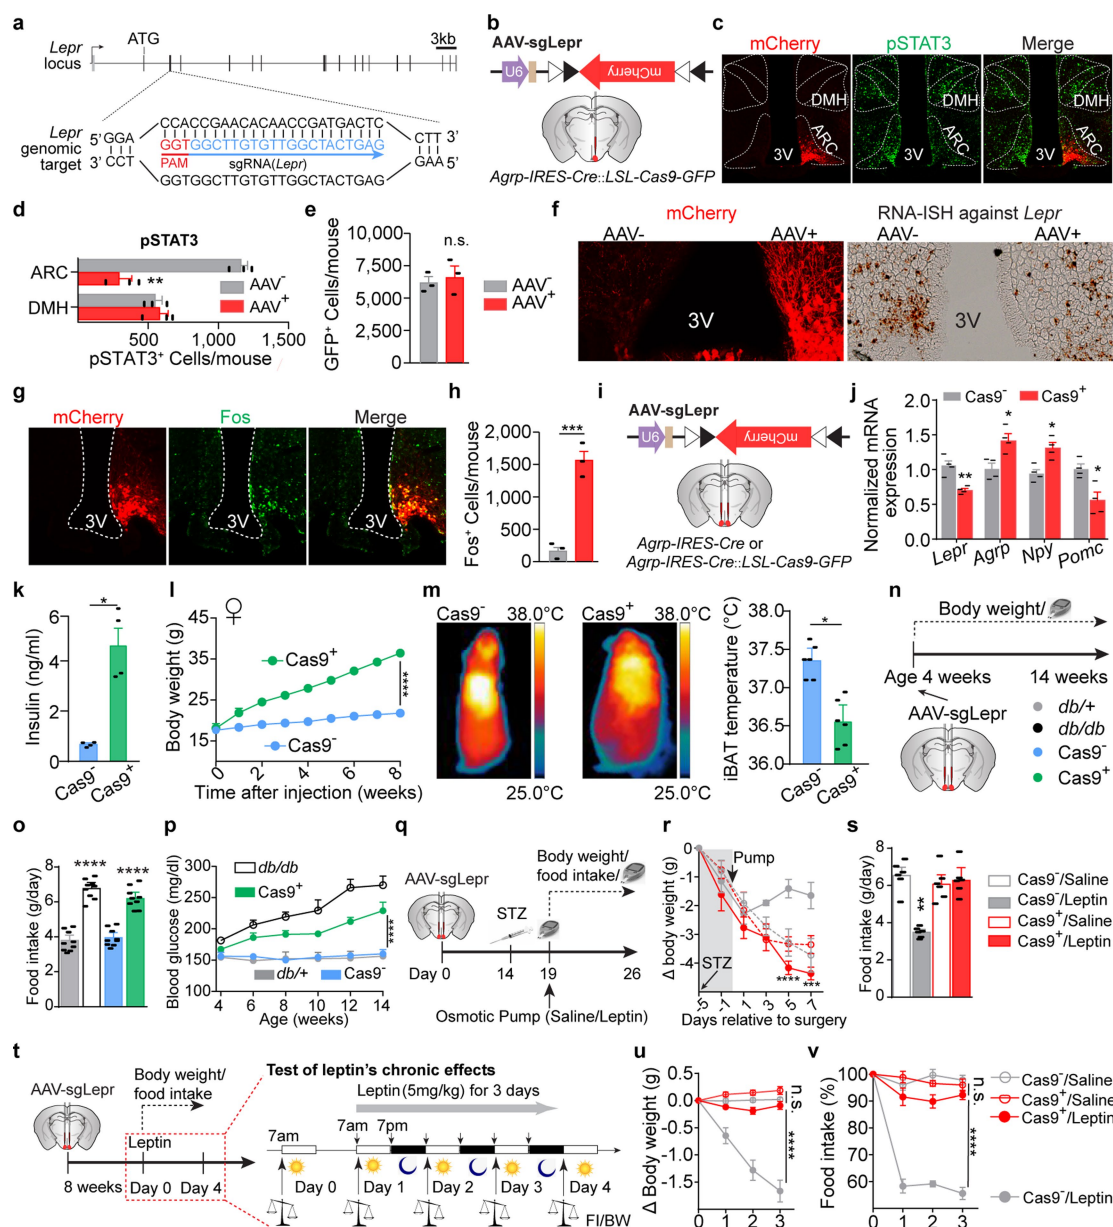 a
Lepr locus
ATG
3kb
Lepr genomic target
5' GGA
3' CCT
CCACCGAACACAACCGATGACTC
GGTGGCTTGTGTTGGCTACTGAG
PAM
sgRNA(Lepr)
GGTGGCTTGTGTTGGCTACTGAG
CTT 3'
GAA 5'
b
AAV-sgLepr
U6
mCherry
Agrp-IRES-Cre::LSL-Cas9-GFP
c
mCherry
pSTAT3
Merge
DMH
DMH
DMH
ARC
ARC
ARC
3V
3V
3V
d
pSTAT3
ARC
DMH
**
AAV-
AAV+
500
1,000
1,500
pSTAT3+ Cells/mouse
e
GFP+ Cells/mouse
10,000
7,500
5,000
2,500
0
n.s.
AAV-
AAV+
f
mCherry
AAV-
AAV+
3V
RNA-ISH against Lepr
AAV-
AAV+
3V
g
mCherry
Fos
Merge
3V
3V
3V
h
Fos+ Cells/mouse
2,000
1,500
1,000
500
0
***
i
AAV-sgLepr
U6
mCherry
Agrp-IRES-Cre or
Agrp-IRES-Cre::LSL-Cas9-GFP
j
Normalized mRNA expression
Cas9-
Cas9+
2.0
1.5
1.0
0.5
0
**
*
*
*
Lepr
Agrp
Npy
Pomc
k
Insulin (ng/ml)
6
4
2
0
*
Cas9-
Cas9+
l
♀
Body weight (g)
45
35
25
15
Cas9+
Cas9-
****
0 2 4 6 8
Time after injection (weeks)
m
Cas9-
38.0°C
25.0°C
Cas9+
38.0°C
25.0°C
iBAT temperature (°C)
38.0
37.5
37.0
36.5
36.0
*
Cas9-
Cas9+
n
Body weight/
Age 4 weeks
14 weeks
AAV-sgLepr
db/+
db/db
Cas9-
Cas9+
o
Food intake (g/day)
8
6
4
2
0
****
****
p
Blood glucose (mg/dl)
300
250
200
150
100
db/db
Cas9+
db/+
Cas9-
****
4 6 8 10 12 14
Age (weeks)
q
AAV-sgLepr
STZ
Body weight/
food intake/
Day 0
14
19
26
Osmotic Pump (Saline/Leptin)
r
Δ body weight (g)
0
-1
-2
-3
-4
-5
Pump
STZ
****
***
-5 -1 1 3 5 7
Days relative to surgery
s
Food intake (g/day)
8
6
4
2
0
**
Cas9-/Saline
Cas9-/Leptin
Cas9+/Saline
Cas9+/Leptin
t
AAV-sgLepr
Body weight/
food intake
Leptin
8 weeks
Day 0
Day 4
Test of leptin's chronic effects
Leptin (5mg/kg) for 3 days
7am
7am
7pm
Day 0
Day 1
Day 2
Day 3
Day 4
FI/BW
u
Δ Body weight (g)
0.5
0.0
-0.5
-1.0
-1.5
n.s.
****
0 1 2 3
v
Food intake (%)
100
90
80
70
60
n.s.
****
0 1 2 3
Cas9-/Saline
Cas9+/Saline
Cas9+/Leptin
Cas9-/Leptin